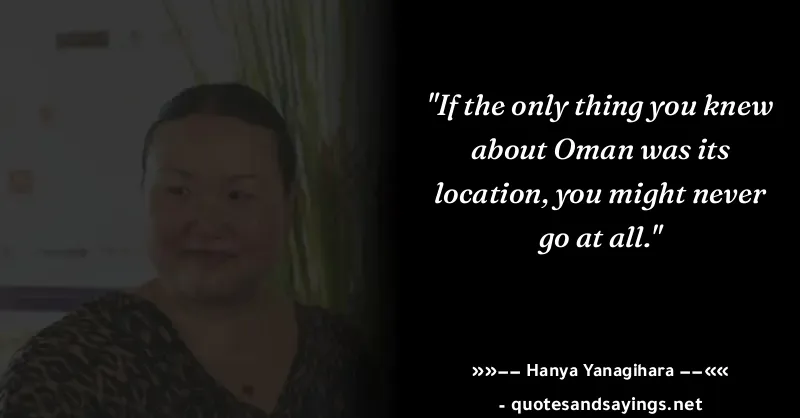 "If the only thing you knew
about Oman was its
location, you might never
go at all."
»»–– Hanya Yanagihara ––««
- quotesandsayings.net